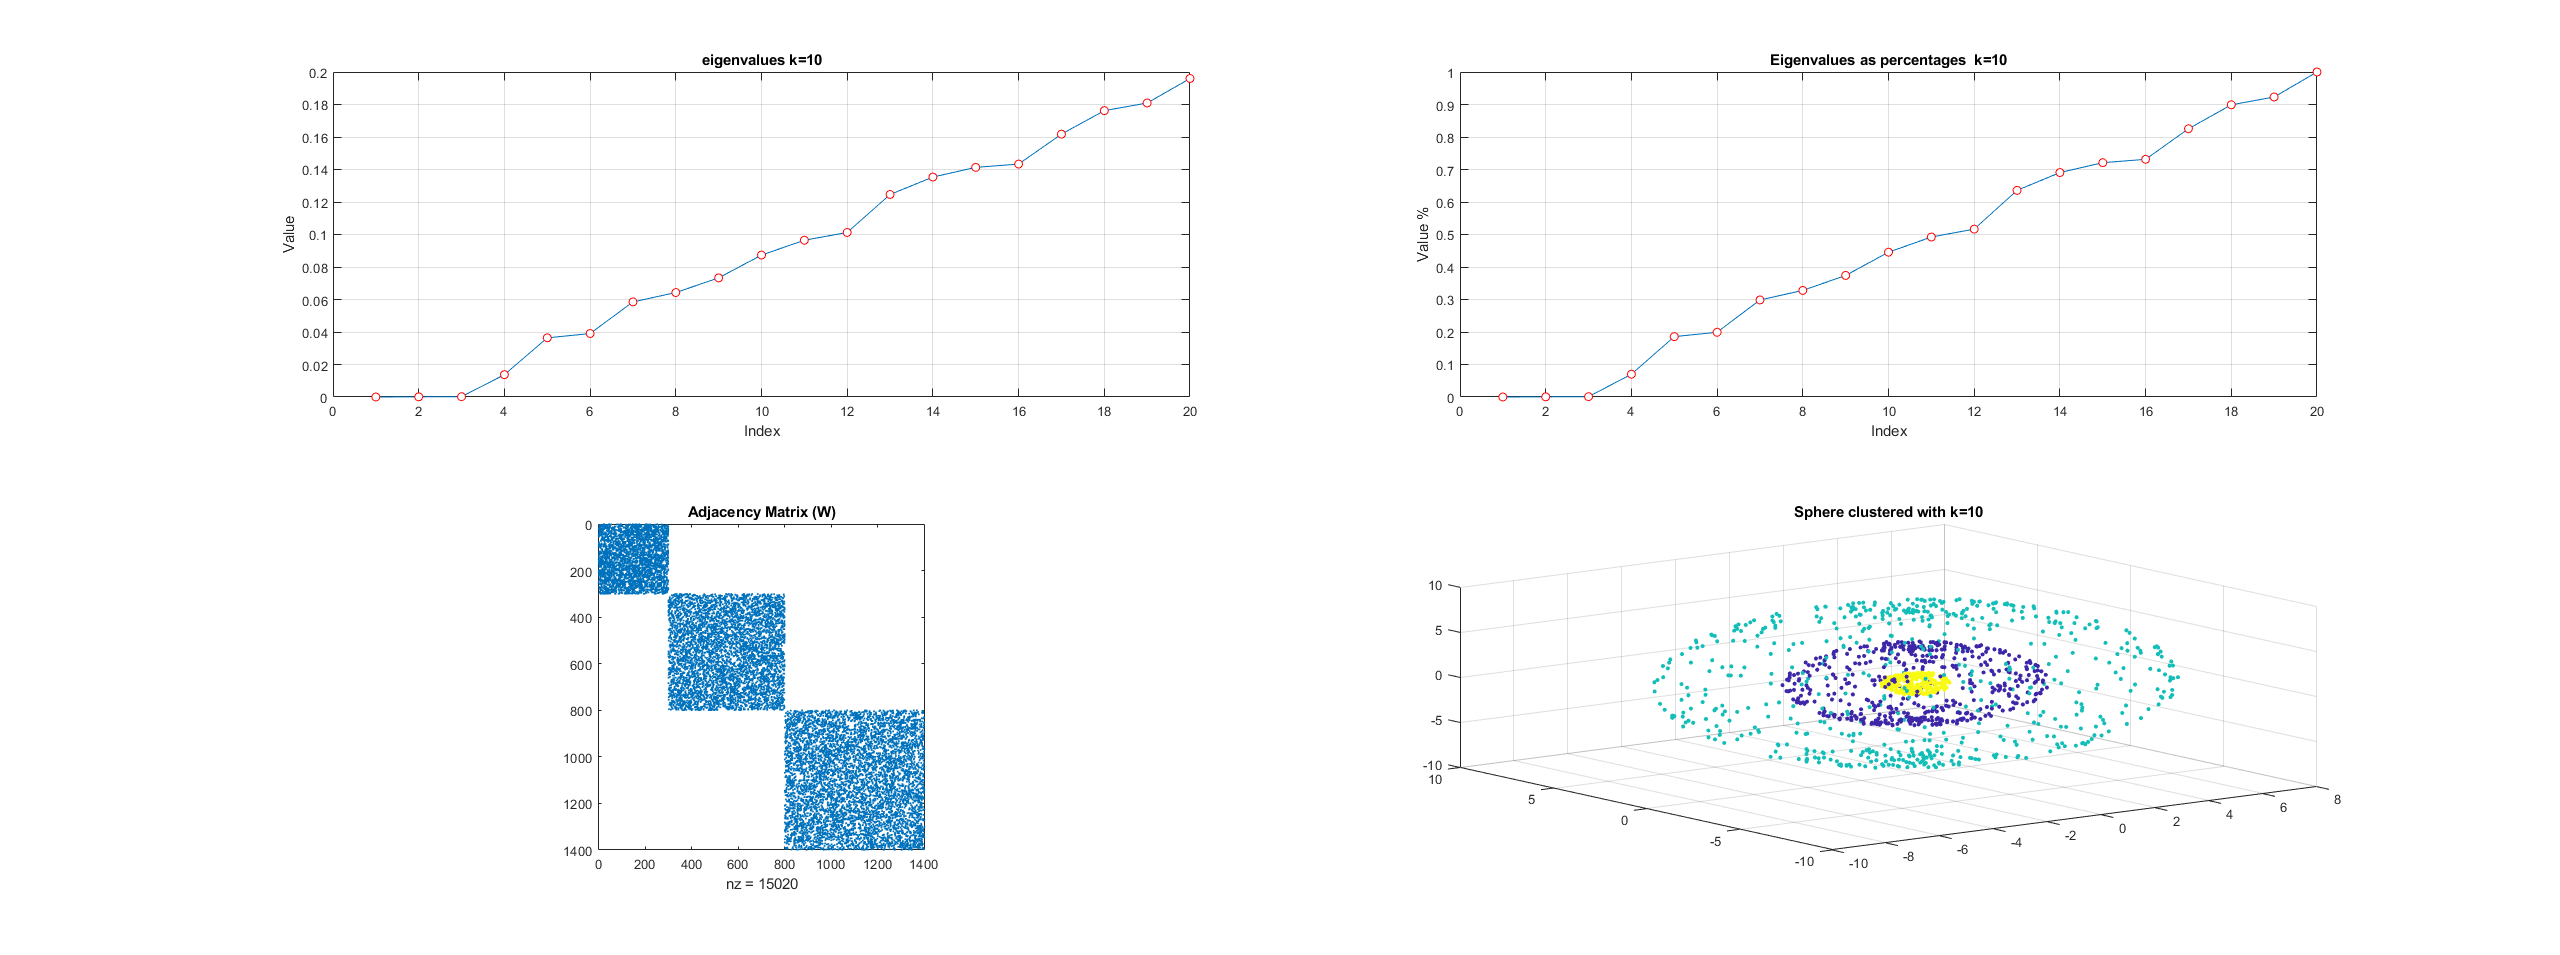 eigenvalues k=10
0.2
0.18
0.16
0.14
0.12
0.1
0.08
0.06
0.04
0.02
0
Value
0 2 4 6 8 10 12 14 16 18 20
Index
Eigenvalues as percentages k=10
1
0.9
0.8
0.7
0.6
0.5
0.4
0.3
0.2
0.1
0
Value %
0 2 4 6 8 10 12 14 16 18 20
Index
Adjacency Matrix (W)
0
200
400
600
800
1000
1200
1400
0 200 400 600 800 1000 1200 1400
nz = 15020
Sphere clustered with k=10
10
5
0
-5
-10
10 5 0 -5 -10
-10 -8 -6 -4 -2 0 2 4 6 8